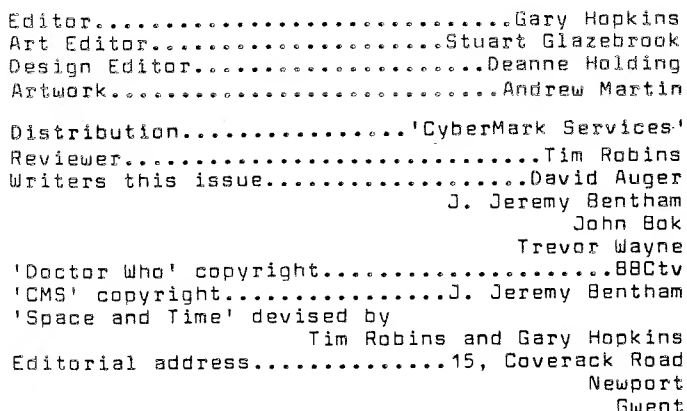 Editor...............................Gary Hopkins
Art Editor......................Stuart Glazebrook
Design Editor......................Deanne Holding
Artwork.............................Andrew Martin
Distribution................'CyberMark Services'
Reviewer...............................Tim Robins
Writers this issue....................David Auger
J. Jeremy Bentham
John Bok
Trevor Wayne
'Doctor Who' copyright......................BBCtv
'CMS' copyright.................J. Jeremy Bentham
'Space and Time' devised by
Tim Robins and Gary Hopkins
Editorial address...............15, Coverack Road
Newport
Gwent